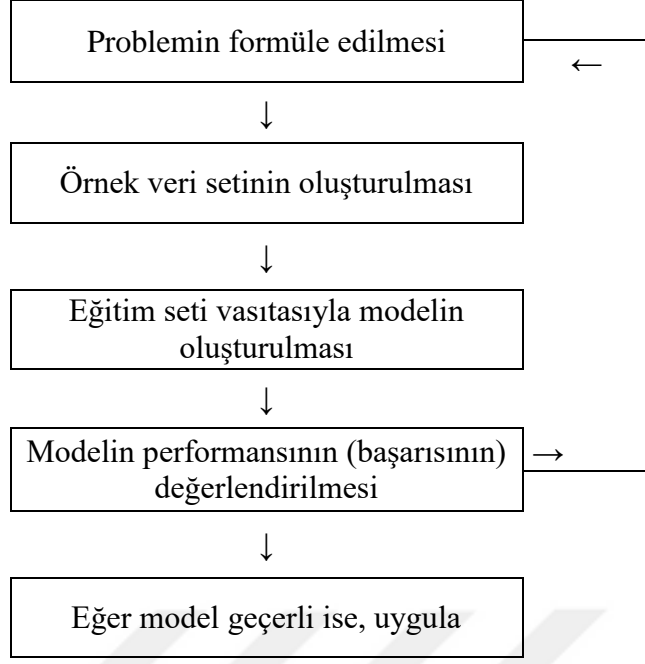 Problemin formüle edilmesi
←
↓
Örnek veri setinin oluşturulması
↓
Eğitim seti vasıtasıyla modelin
oluşturulması
↓
Modelin performansının (başarısının) →
değerlendirilmesi
↓
Eğer model geçerli ise, uygula